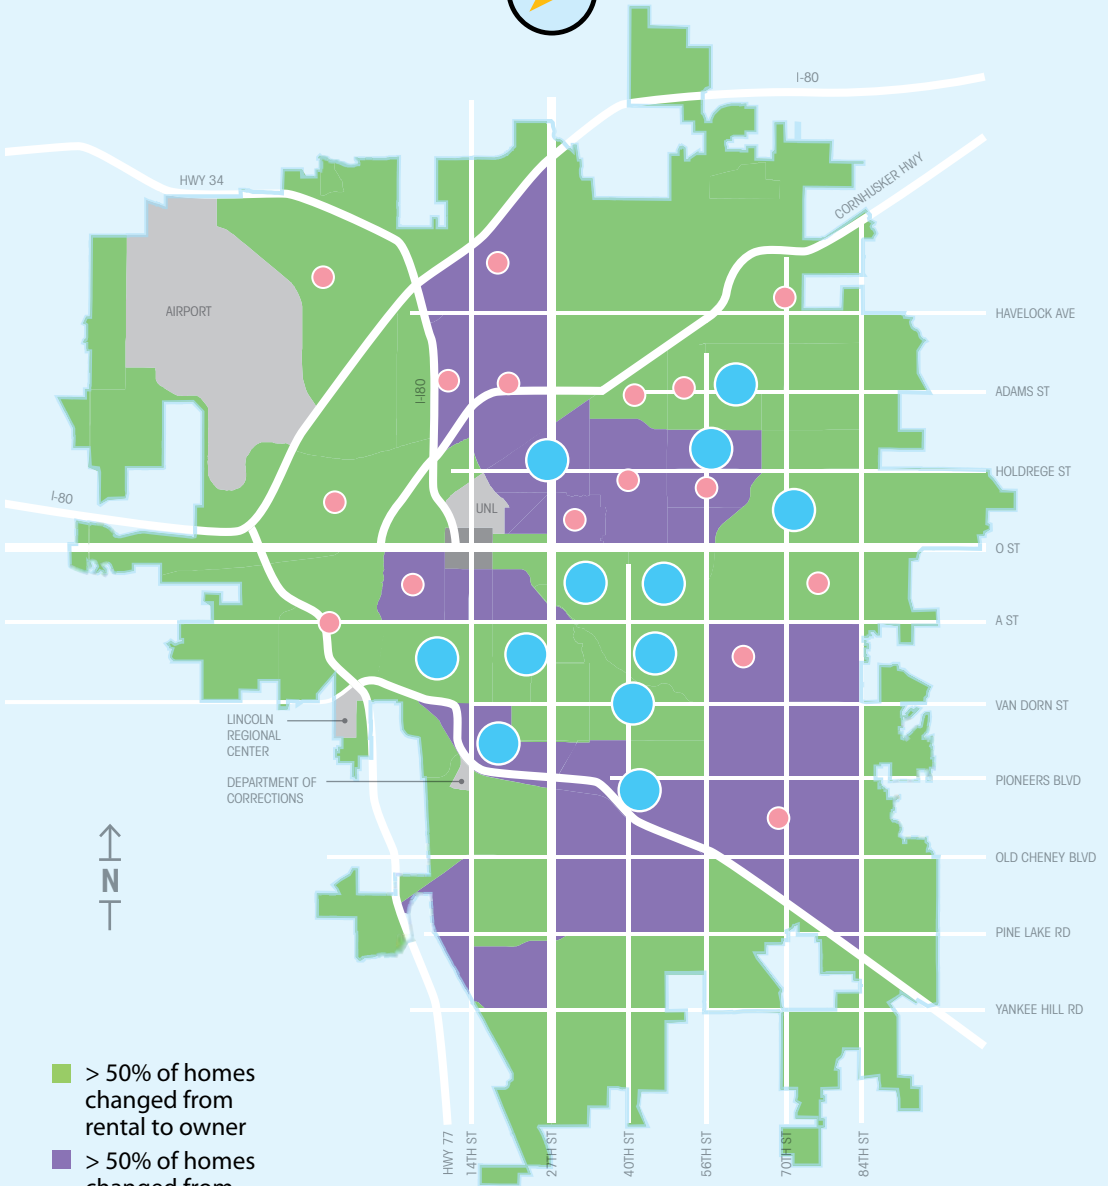 I-80
HWY 34
CORNHUSKER HWY
AIRPORT
HAVELOCK AVE
I-180
ADAMS ST
HOLDREGE ST
I-80
UNL
O ST
A ST
VAN DORN ST
LINCOLN
REGIONAL
CENTER
DEPARTMENT OF
CORRECTIONS
PIONEERS BLVD
OLD CHENEY BLVD
N
PINE LAKE RD
YANKEE HILL RD
> 50% of homes
changed from
rental to owner
> 50% of homes
changed from
HWY 77
14TH ST
27TH ST
40TH ST
56TH ST
70TH ST
84TH ST